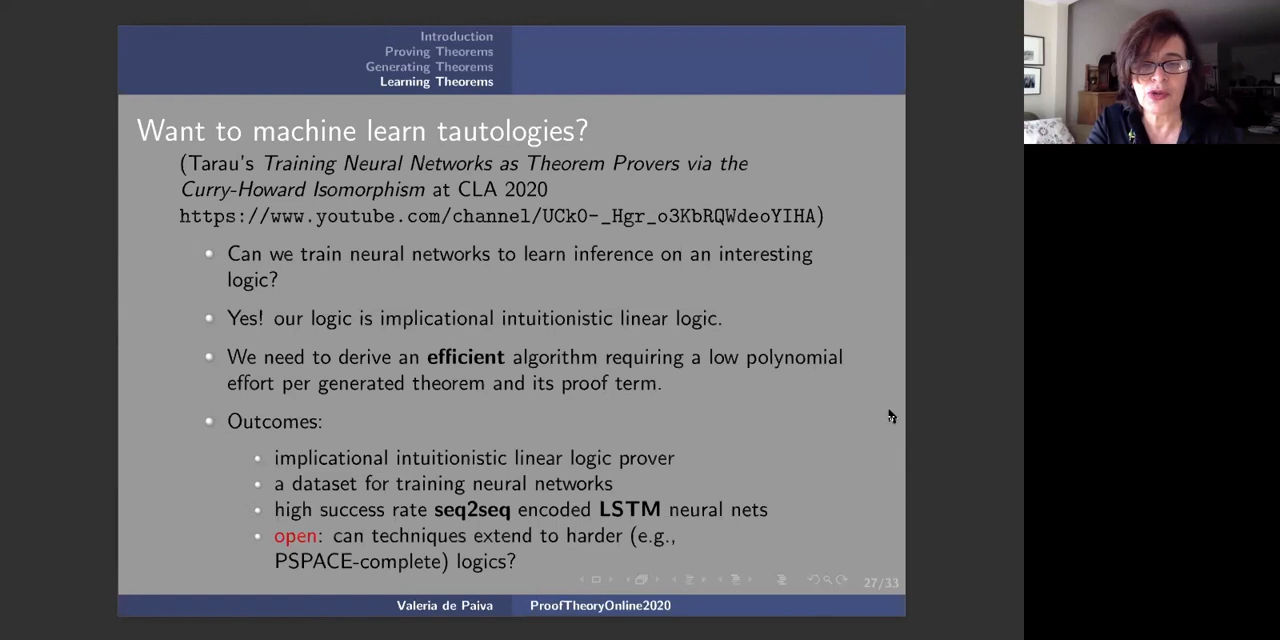 Introduction
Proving Theorems
Generating Theorems
Learning Theorems
Want to machine learn tautologies?
(Tarau's Training Neural Networks as Theorem Provers via the
Curry-Howard Isomorphism at CLA 2020
https://www.youtube.com/channel/UCk0-_Hgr_o3KbRQWdeoYIHA)
Can we train neural networks to learn inference on an interesting
logic?
Yes! our logic is implicational intuitionistic linear logic.
We need to derive an efficient algorithm requiring a low polynomial
effort per generated theorem and its proof term.
Outcomes:
implicational intuitionistic linear logic prover
a dataset for training neural networks
high success rate seq2seq encoded LSTM neural nets
open: can techniques extend to harder (e.g.,
PSPACE-complete) logics?
27/33
Valeria de Paiva ProofTheoryOnline2020